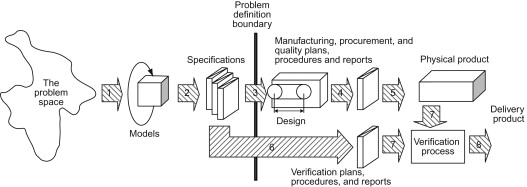 Problem
definition
boundary
Manufacturing, procurement, and
quality plans,
procedures and reports
Specifications
Physical product
The
problem
space
1
2
3
4
5
Models
Design
7
Delivery
product
6
7
Verification
process
8
Verification plans,
procedures, and reports